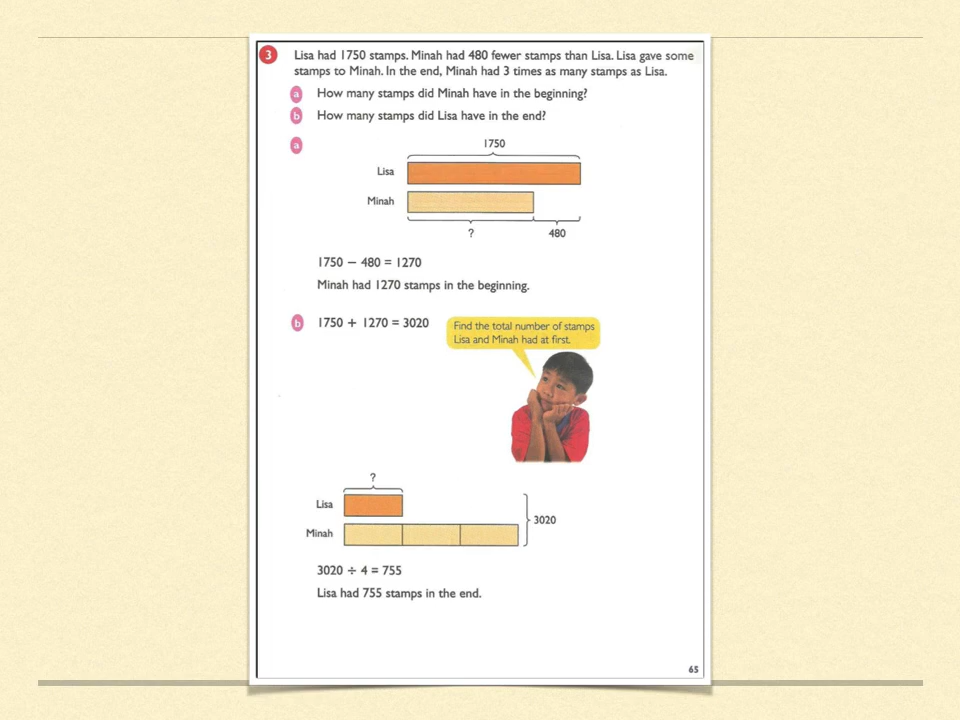 3 Lisa had 1750 stamps. Minah had 480 fewer stamps than Lisa. Lisa gave some
stamps to Minah. In the end, Minah had 3 times as many stamps as Lisa.
a How many stamps did Minah have in the beginning?
b How many stamps did Lisa have in the end?
a
1750
Lisa
Minah
? 480
1750 − 480 = 1270
Minah had 1270 stamps in the beginning.
b 1750 + 1270 = 3020
Find the total number of stamps
Lisa and Minah had at first.
?
Lisa
3020
Minah
3020 ÷ 4 = 755
Lisa had 755 stamps in the end.
65